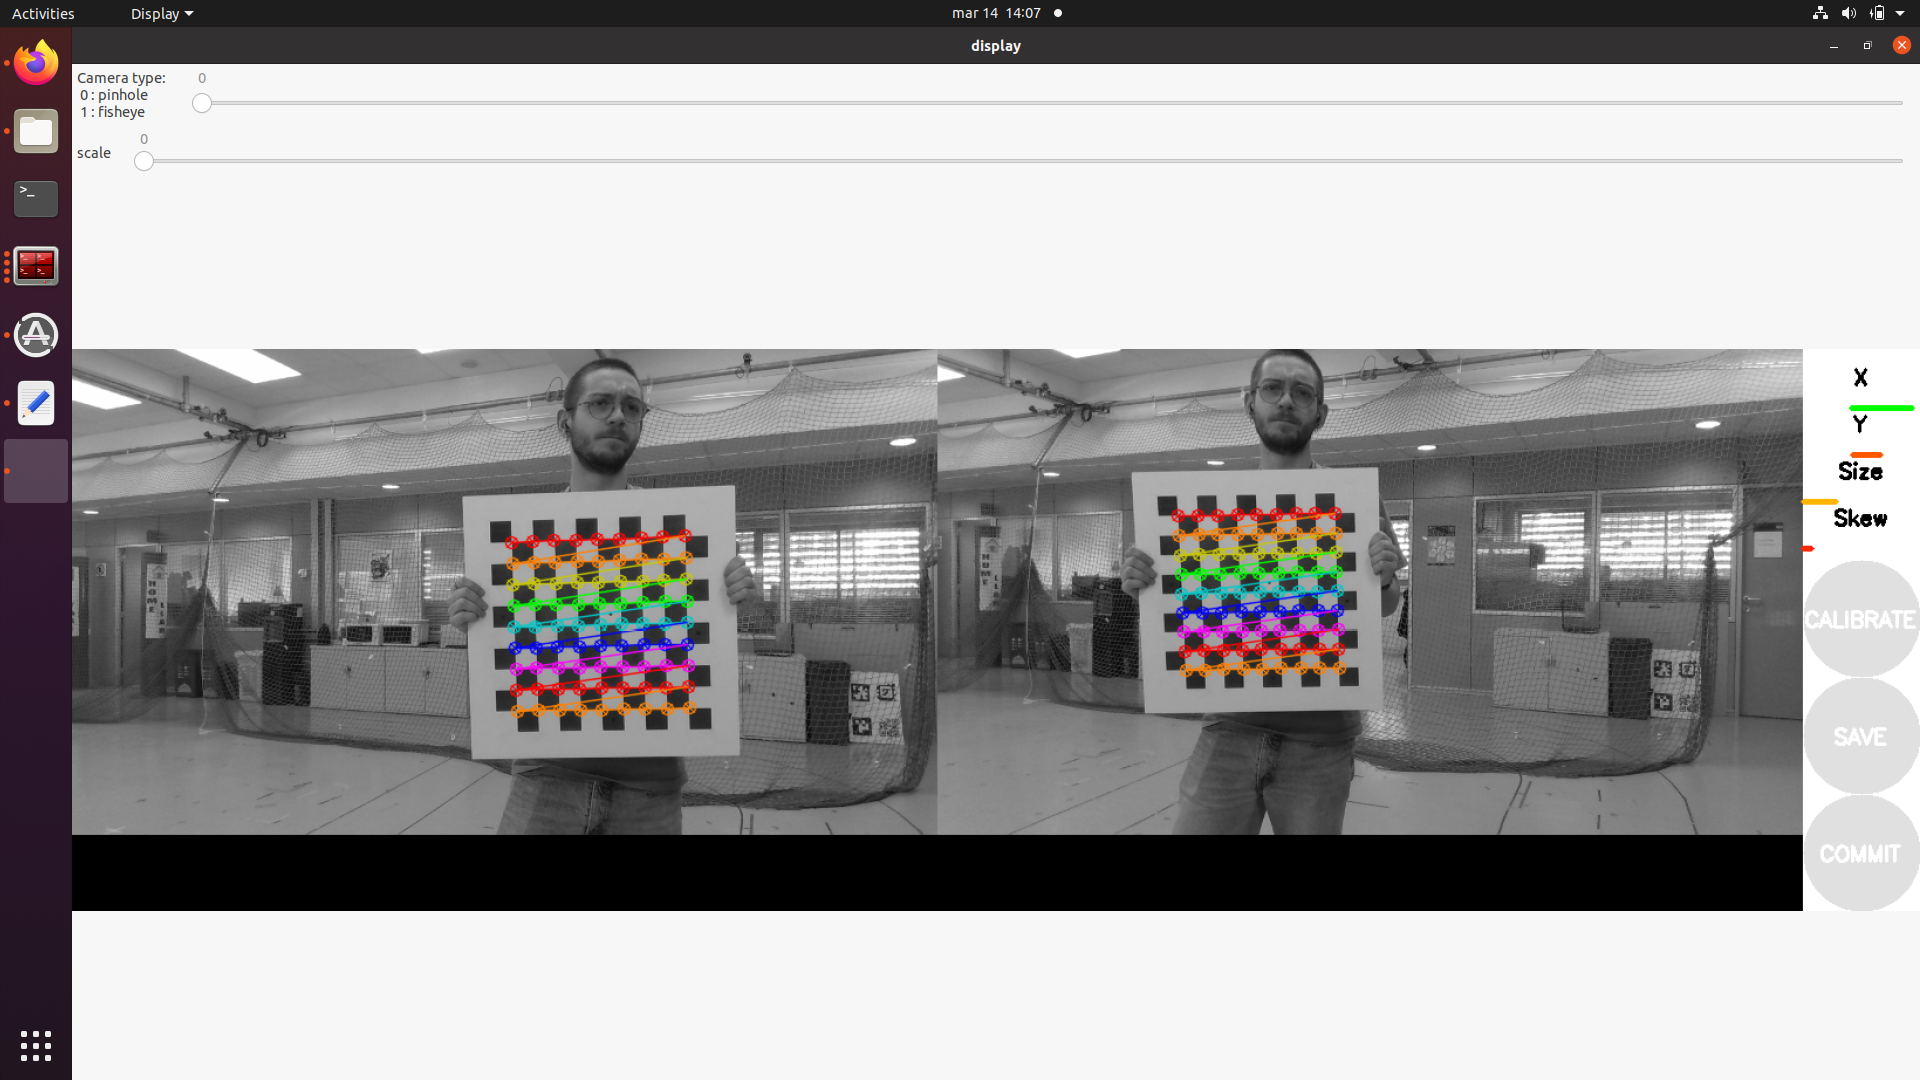 Activities
Display
mar 14 14:07
display
Camera type:
0 : pinhole
1 : fisheye
0
scale
0
X
Y
Size
Skew
CALIBRATE
SAVE
COMMIT
HOME